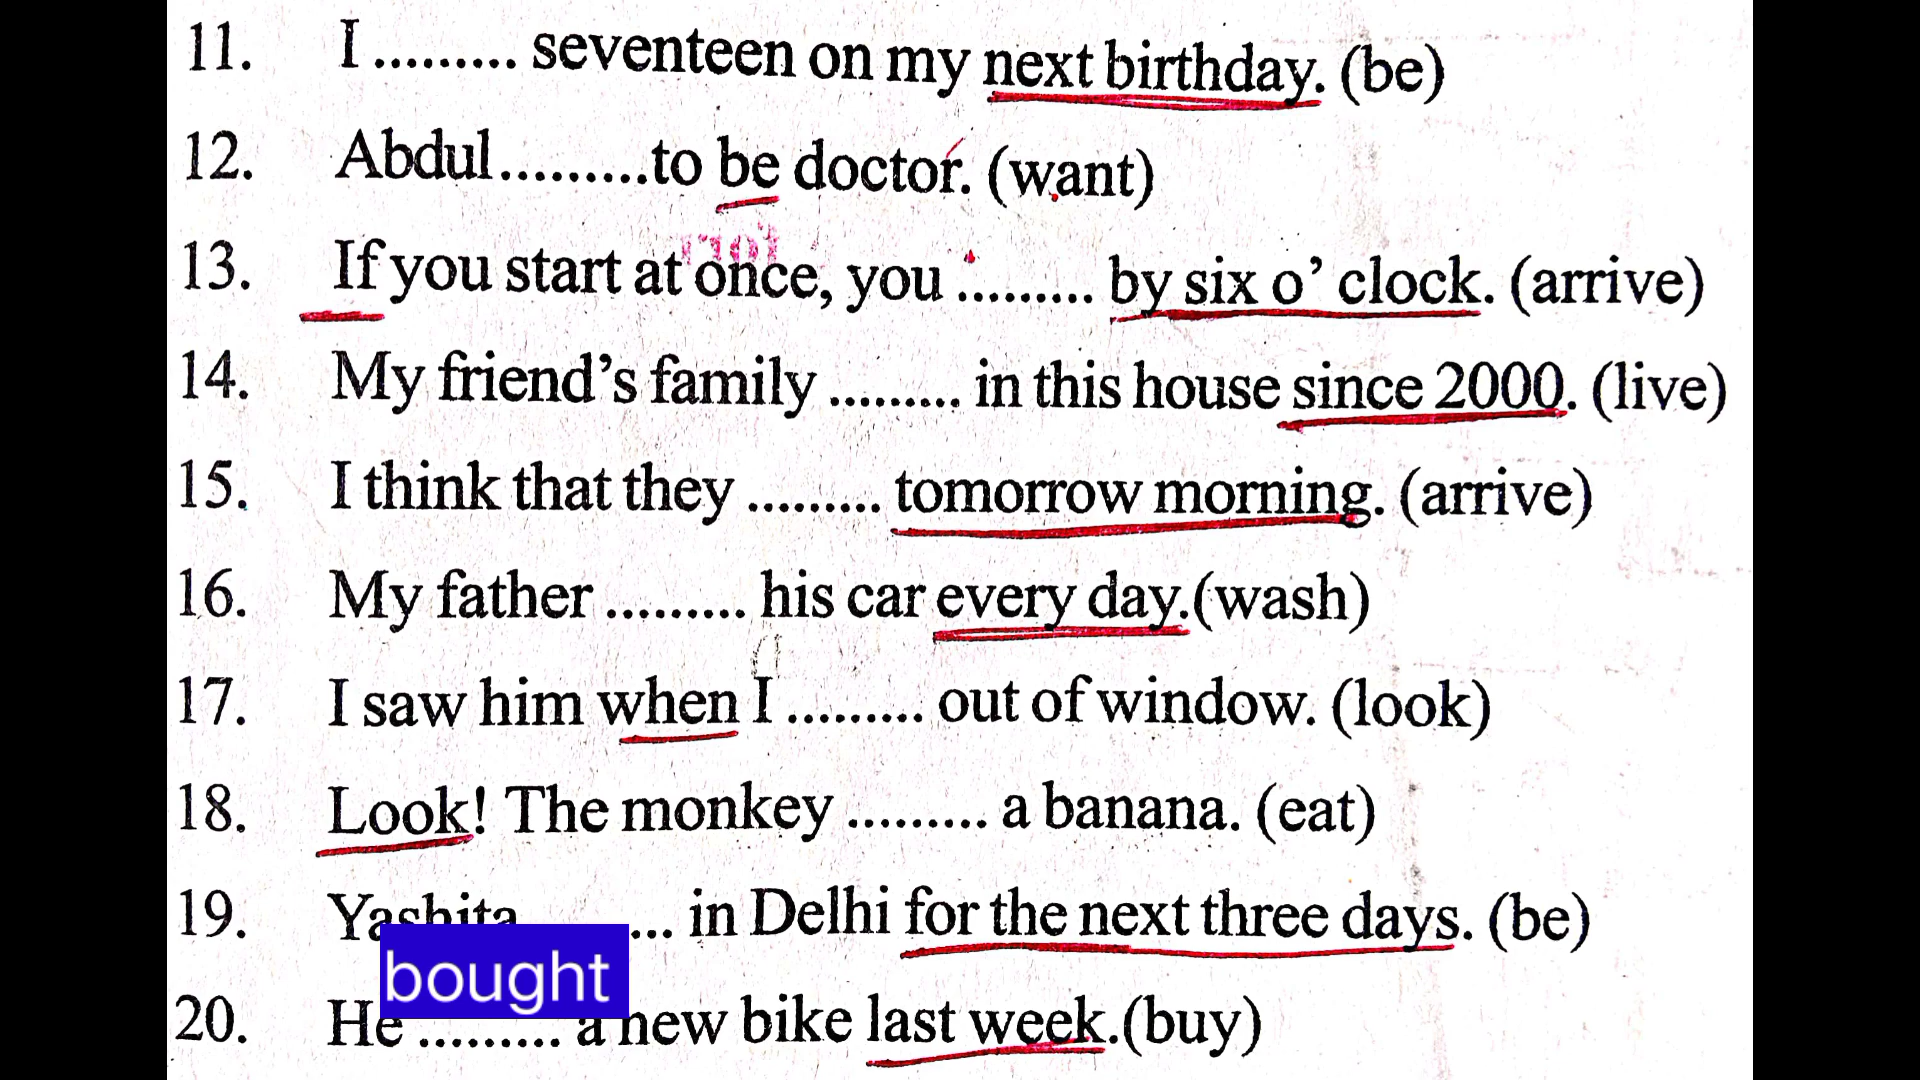 11. I ......... seventeen on my next birthday. (be)
12. Abdul.........to be doctor. (want)
13. If you start at once, you ......... by six o' clock. (arrive)
14. My friend's family ......... in this house since 2000. (live)
15. I think that they ......... tomorrow morning. (arrive)
16. My father ......... his car every day.(wash)
17. I saw him when I ......... out of window. (look)
18. Look! The monkey ......... a banana. (eat)
19. Yashita ... in Delhi for the next three days. (be)
bought
20. He ......... a new bike last week.(buy)